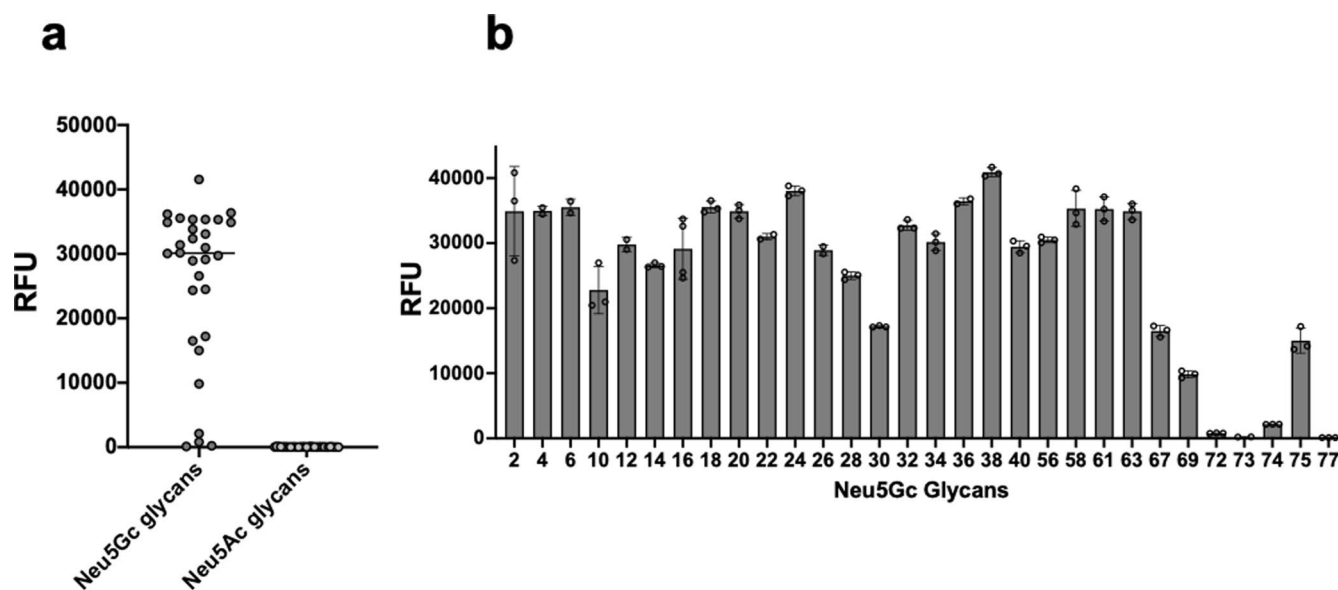 a
b
50000
40000
30000
20000
10000
0
RFU
Neu5Gc glycans
Neu5Ac glycans
40000
30000
20000
10000
0
RFU
2 4 6 10 12 14 16 18 20 22 24 26 28 30 32 34 36 38 40 56 58 61 63 67 69 72 73 74 75 77
Neu5Gc Glycans